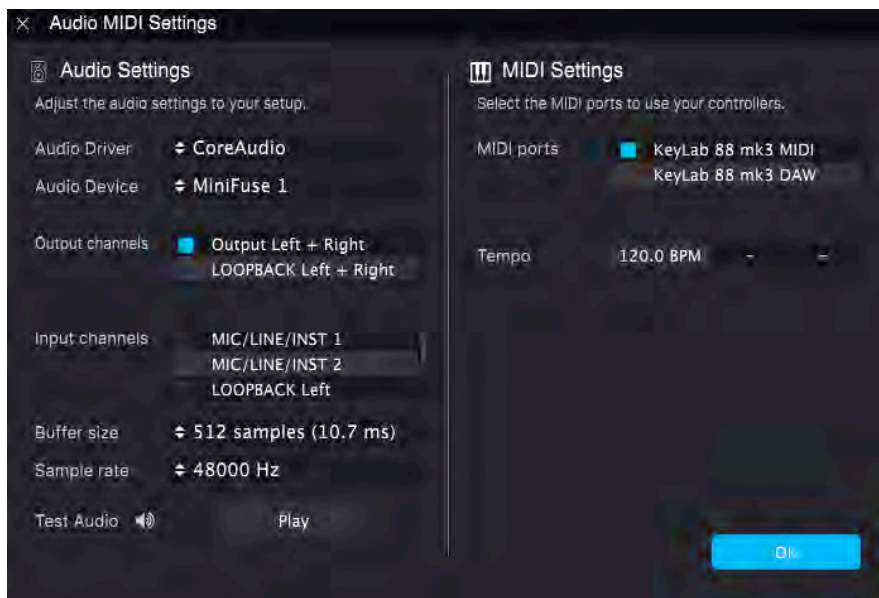 Audio MIDI Settings
Audio Settings
Adjust the audio settings to your setup.
Audio Driver CoreAudio
Audio Device MiniFuse 1
Output channels Output Left + Right
LOOPBACK Left + Right
Input channels MIC/LINE/INST 1
MIC/LINE/INST 2
LOOPBACK Left
Buffer size 512 samples (10.7 ms)
Sample rate 48000 Hz
Test Audio Play
MIDI Settings
Select the MIDI ports to use your controllers.
MIDI ports KeyLab 88 mk3 MIDI
KeyLab 88 mk3 DAW
Tempo 120.0 BPM - -
OK